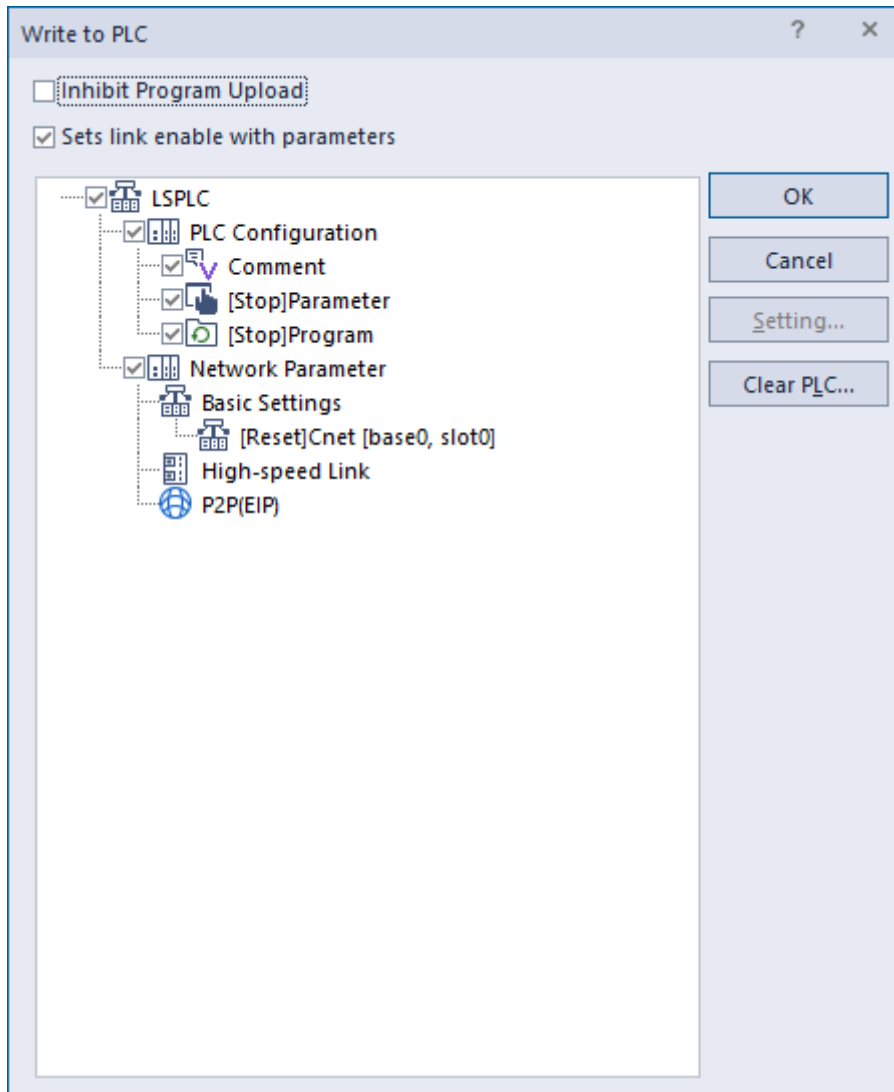 Write to PLC
Inhibit Program Upload
Sets link enable with parameters
LSPLC
PLC Configuration
Comment
[Stop]Parameter
[Stop]Program
Network Parameter
Basic Settings
[Reset]Cnet [base0, slot0]
High-speed Link
P2P(EIP)
OK
Cancel
Setting...
Clear PLC...